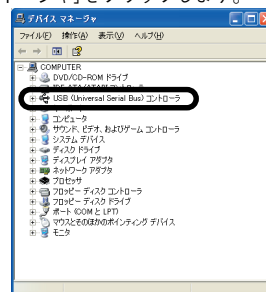 デバイス マネージャ
ファイル(F) 操作(A) 表示(V) ヘルプ(H)
COMPUTER
DVD/CD-ROM ドライブ
USB (Universal Serial Bus) コントローラ
コンピュータ
サウンド、ビデオ、およびゲーム コントローラ
システム デバイス
ディスク ドライブ
ディスプレイ アダプタ
ネットワーク アダプタ
プロセッサ
フロッピー ディスク コントローラ
フロッピー ディスク ドライブ
ポート (COM と LPT)
マウスとそのほかのポインティング デバイス
モニタ